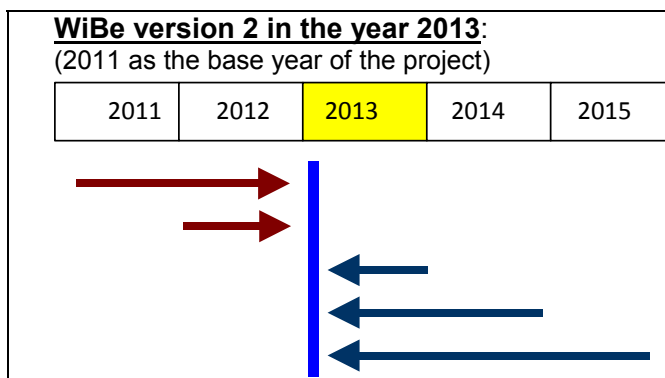 WiBe version 2 in the year 2013:
(2011 as the base year of the project)
2011 2012 2013 2014 2015